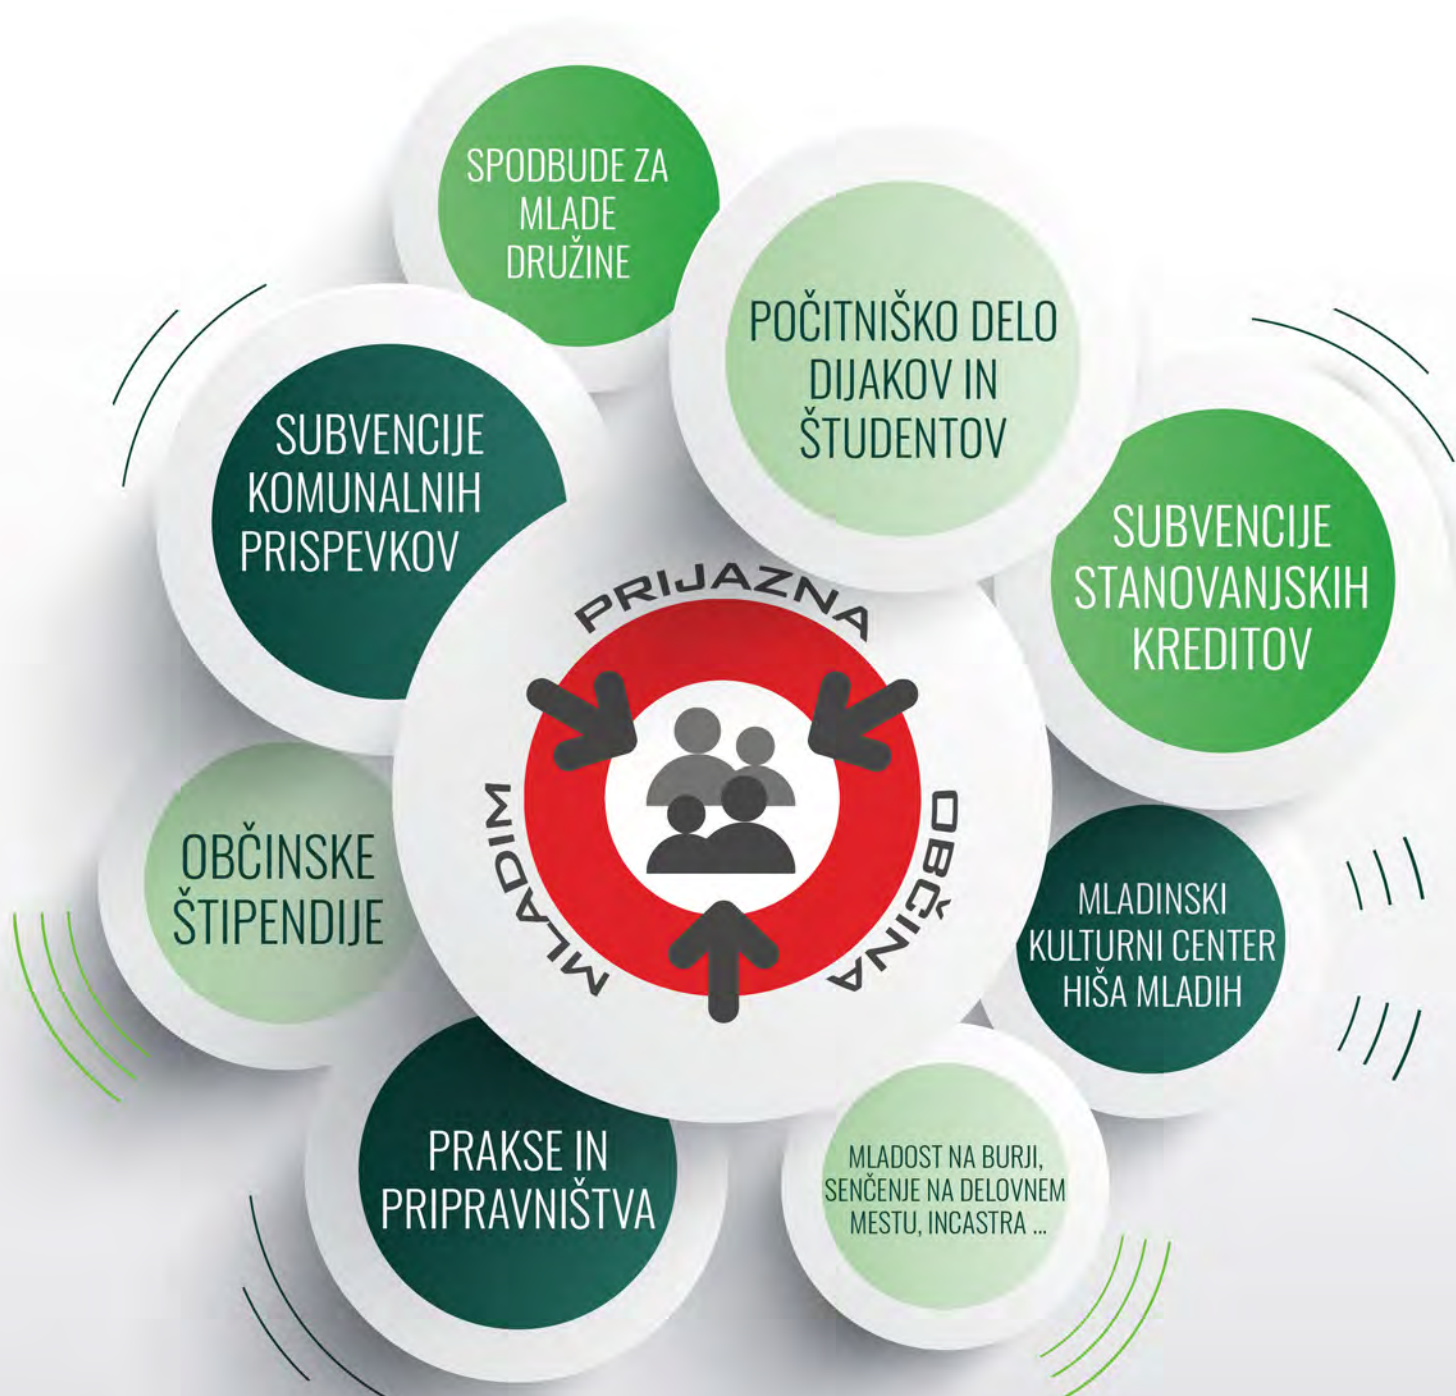 SPODBUDE ZA
MLADE
DRUŽINE
POČITNIŠKO DELO
DIJAKOV IN
ŠTUDENTOV
SUBVENCIJE
KOMUNALNIH
PRISPEVKOV
SUBVENCIJE
STANOVANJSKIH
KREDITOV
MLADIM
PRIJAZNA
OBČINA
OBČINSKE
ŠTIPENDIJE
MLADINSKI
KULTURNI CENTER
HIŠA MLADIH
PRAKSE IN
PRIPRAVNIŠTVA
MLADOST NA BURJI,
SENČENJE NA DELOVNEM
MESTU, INCASTRA ...